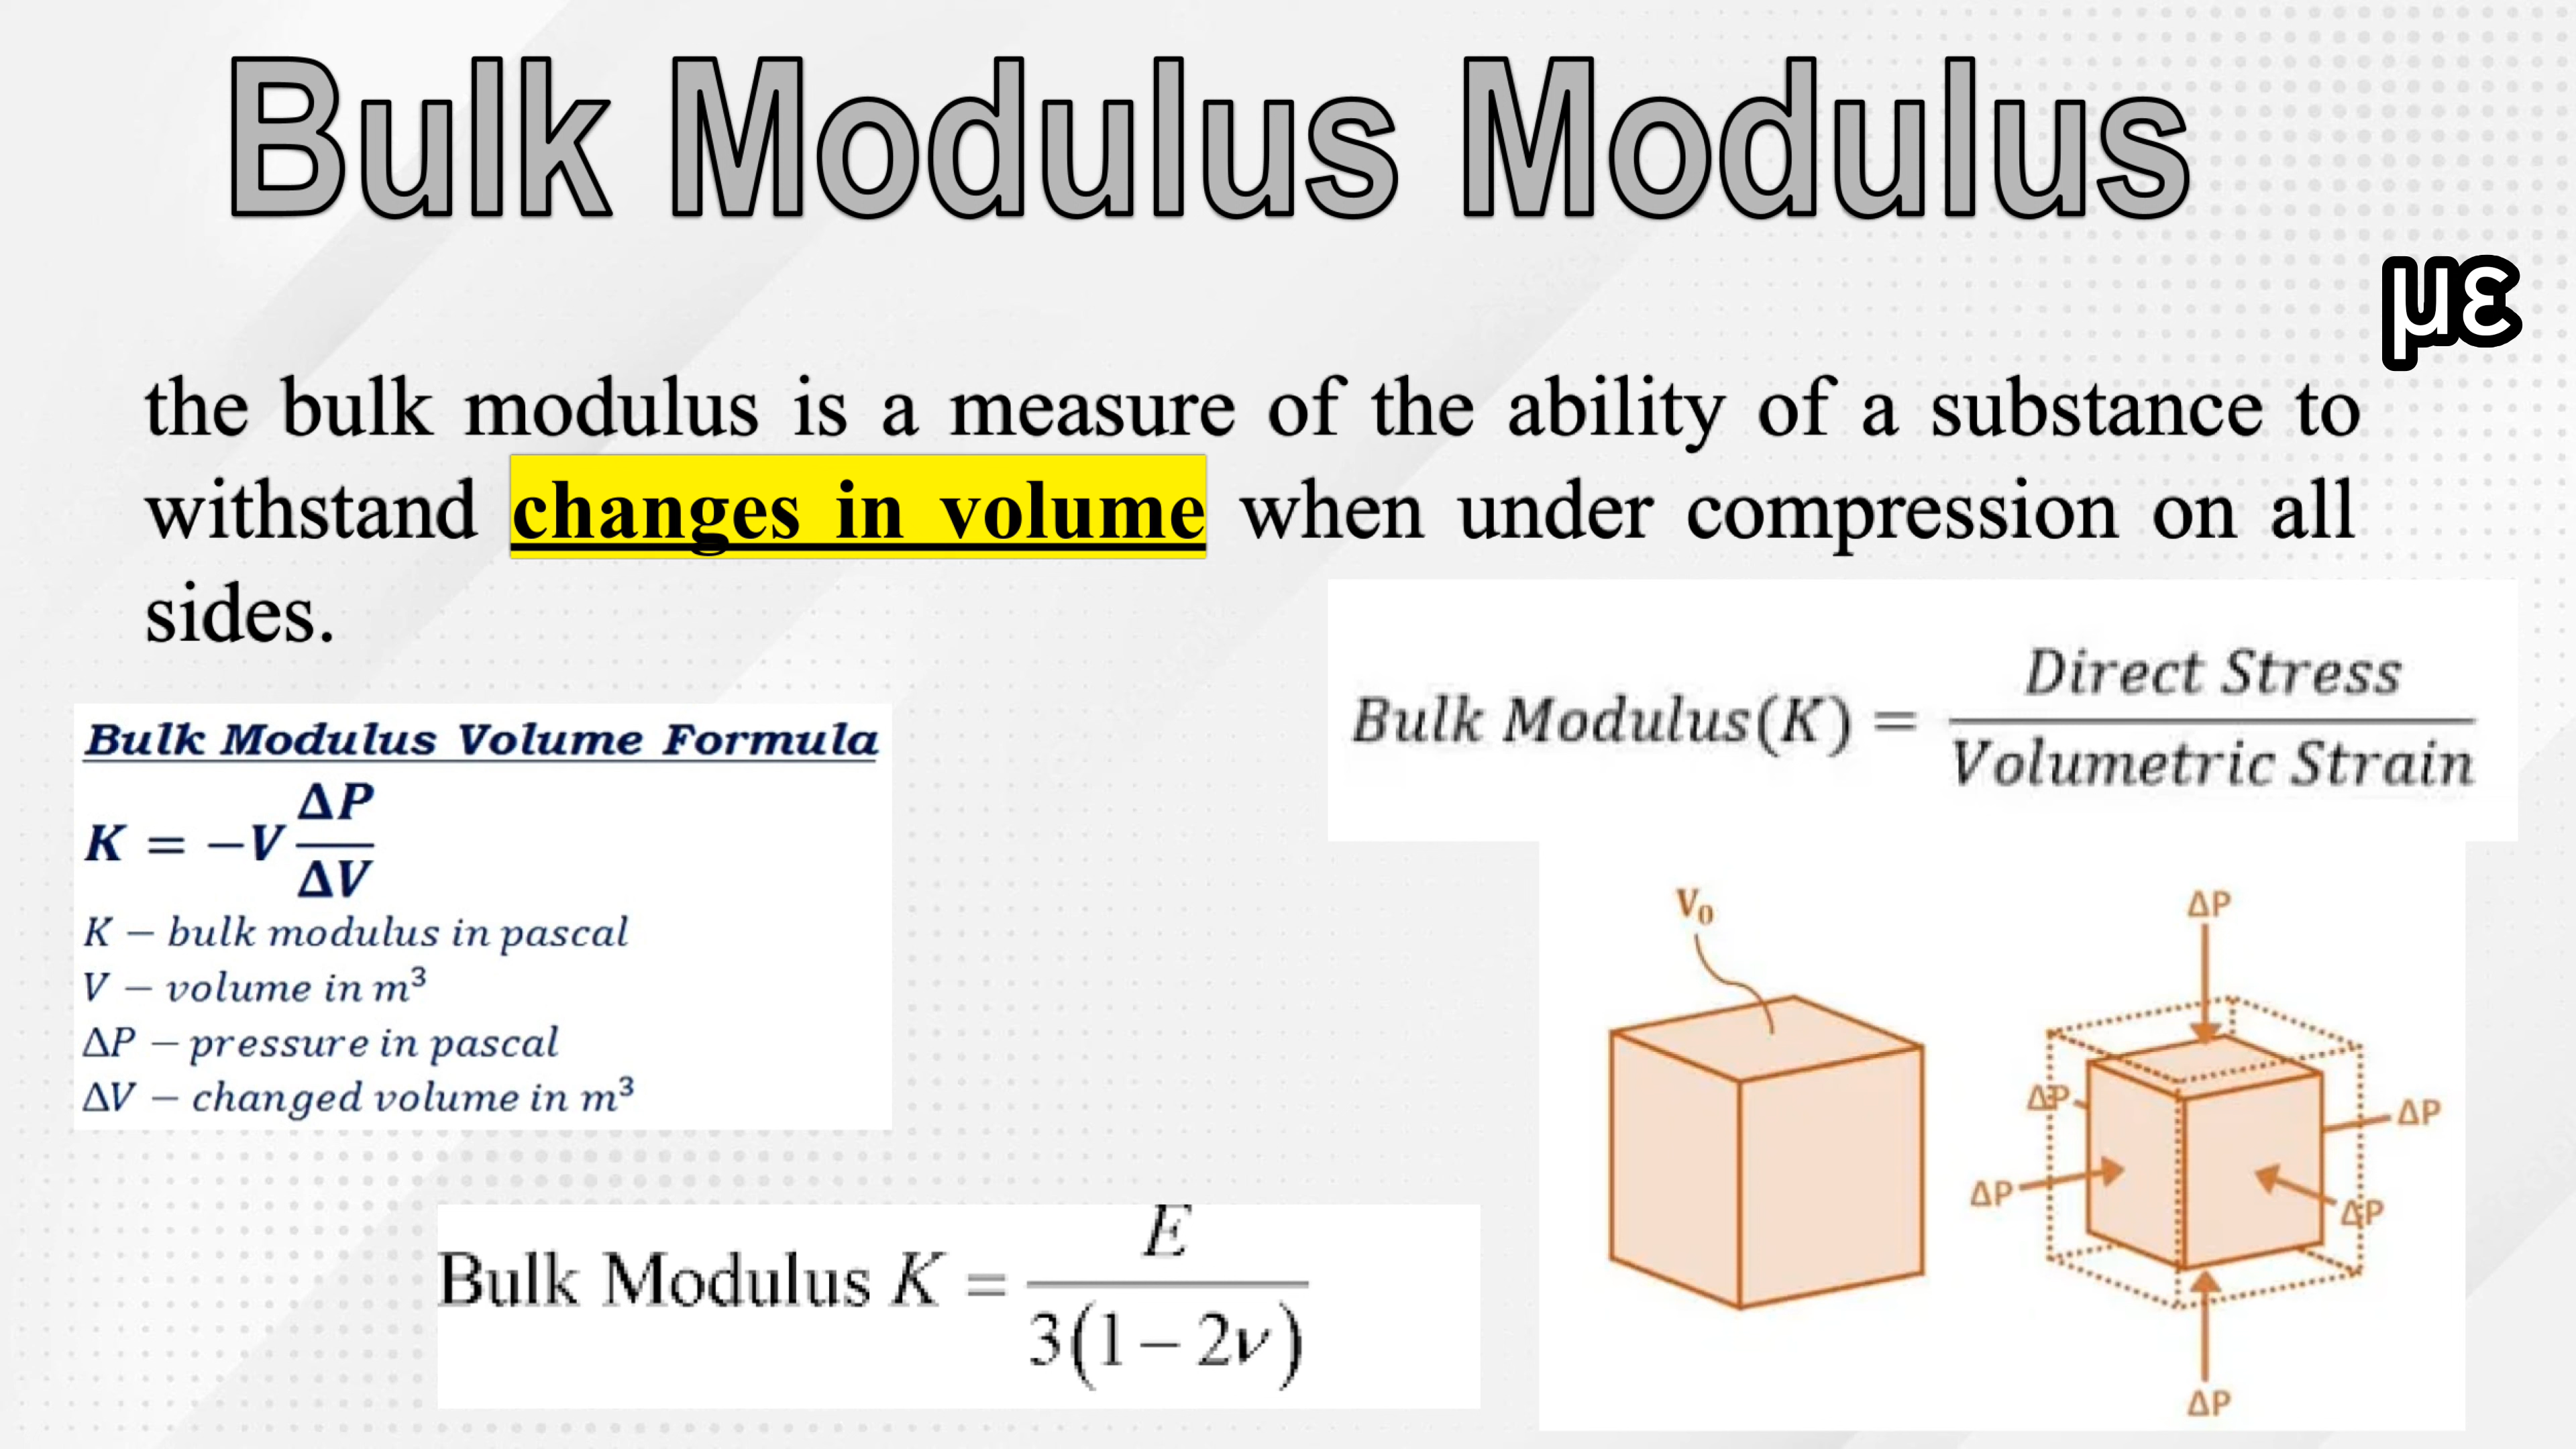 Bulk Modulus Modulus
με
the bulk modulus is a measure of the ability of a substance to
withstand changes in volume when under compression on all
sides.
Bulk Modulus(K) = Direct Stress / Volumetric Strain
Bulk Modulus Volume Formula
K = −V ΔP / ΔV
K − bulk modulus in pascal
V − volume in m³
ΔP − pressure in pascal
ΔV − changed volume in m³
V₀
ΔP
ΔP
ΔP
ΔP
ΔP
ΔP
Bulk Modulus K = E / 3(1 − 2ν)